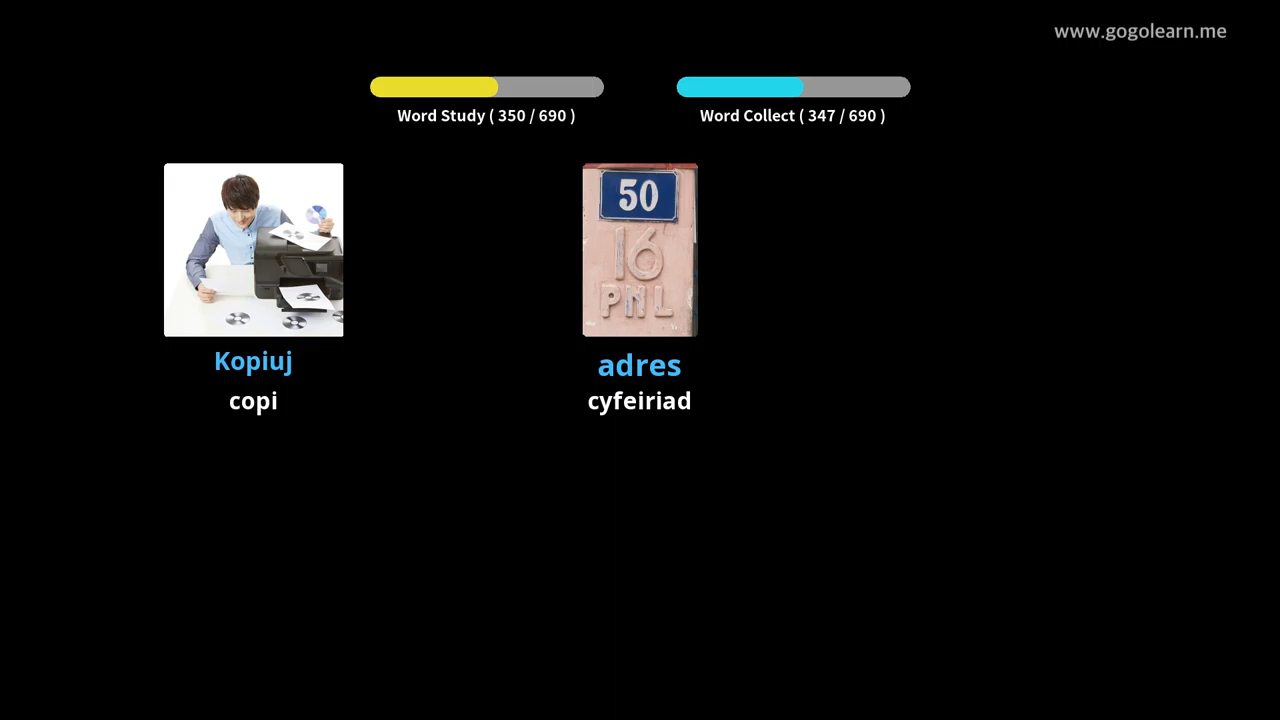 www.gogolearn.me
Word Study ( 350 / 690 )
Word Collect ( 347 / 690 )
50
16
PNL
Kopiuj
adres
copi
cyfeiriad